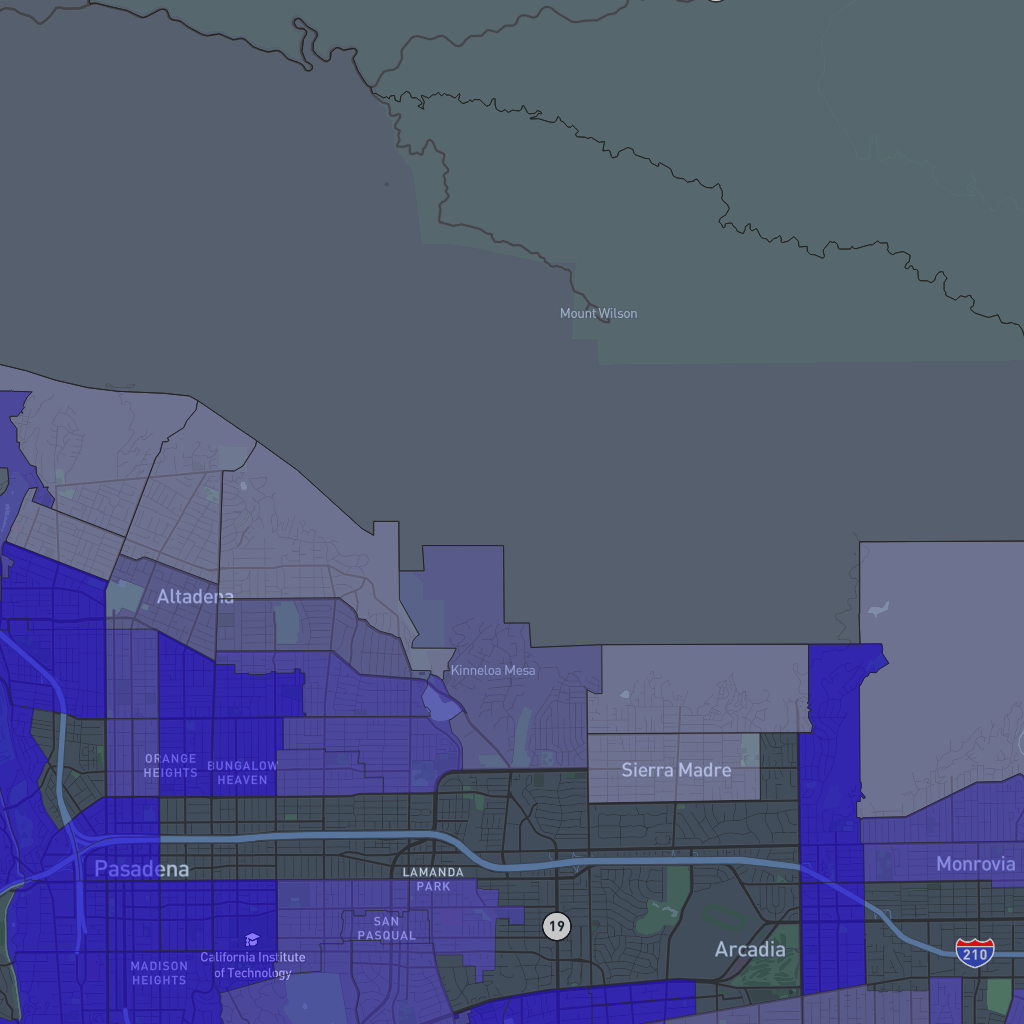 Mount Wilson
Altadena
Kinneloa Mesa
ORANGE
HEIGHTS
BUNGALOW
HEAVEN
Sierra Madre
Pasadena
LAMANDA
PARK
Monrovia
SAN
PASQUAL
19
Arcadia
210
California Institute
of Technology
MADISON
HEIGHTS